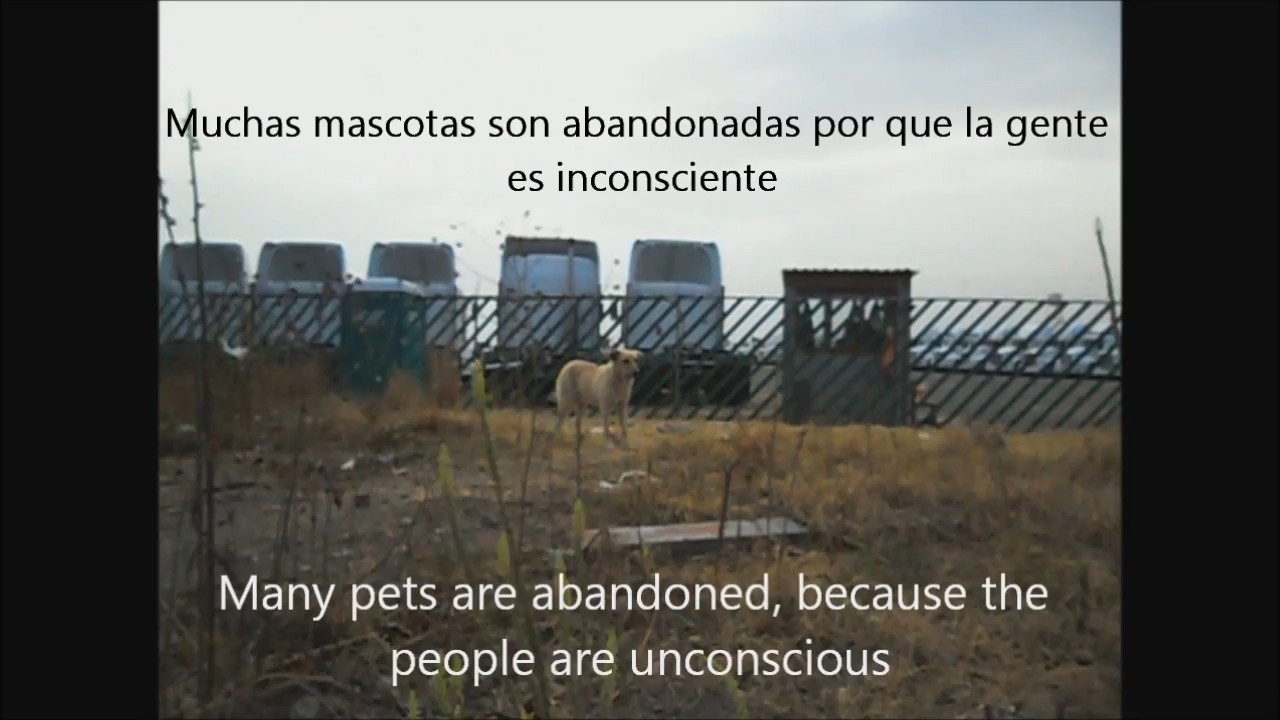 Muchas mascotas son abandonadas por que la gente
es inconsciente
Many pets are abandoned, because the
people are unconscious